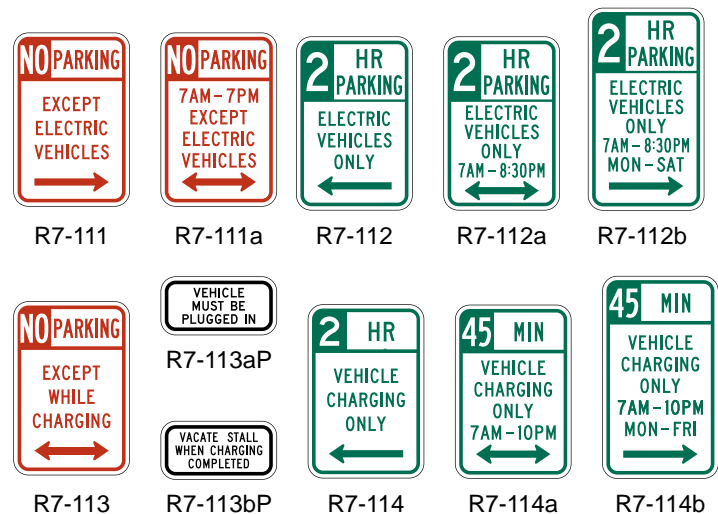 NO PARKING
EXCEPT
ELECTRIC
VEHICLES
R7-111
NO PARKING
7AM-7PM
EXCEPT
ELECTRIC
VEHICLES
R7-111a
2 HR
PARKING
ELECTRIC
VEHICLES
ONLY
R7-112
2 HR
PARKING
ELECTRIC
VEHICLES
ONLY
7AM-8:30PM
R7-112a
2 HR
PARKING
ELECTRIC
VEHICLES
ONLY
7AM-8:30PM
MON-SAT
R7-112b
NO PARKING
EXCEPT
WHILE
CHARGING
R7-113
VEHICLE
MUST BE
PLUGGED IN
R7-113aP
VACATE STALL
WHEN CHARGING
COMPLETED
R7-113bP
2 HR
VEHICLE
CHARGING
ONLY
R7-114
45 MIN
VEHICLE
CHARGING
ONLY
7AM-10PM
R7-114a
45 MIN
VEHICLE
CHARGING
ONLY
7AM-10PM
MON-FRI
R7-114b